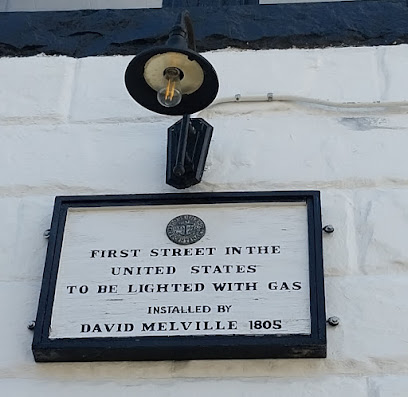 FIRST STREET IN THE
UNITED STATES
TO BE LIGHTED WITH GAS
INSTALLED BY
DAVID MELVILLE 1805